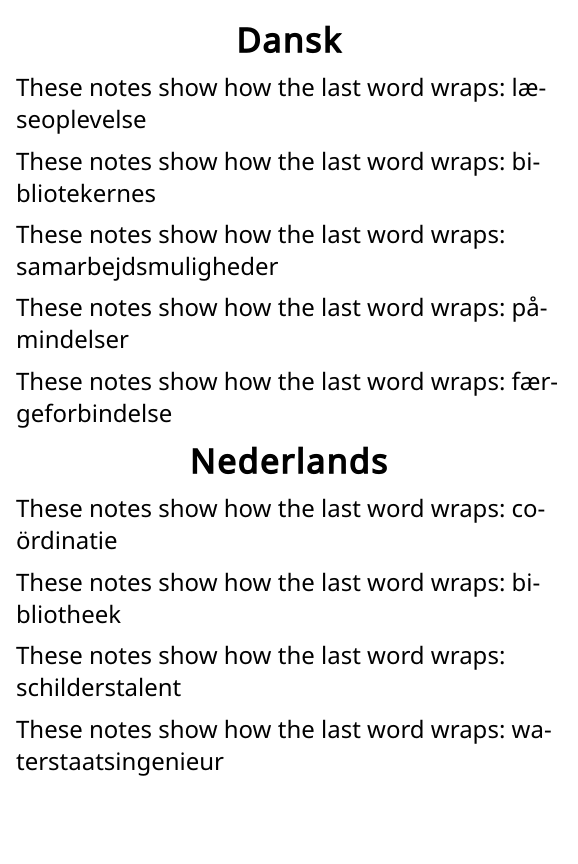 Dansk
These notes show how the last word wraps: læ-
seoplevelse
These notes show how the last word wraps: bi-
bliotekernes
These notes show how the last word wraps:
samarbejdsmuligheder
These notes show how the last word wraps: på-
mindelser
These notes show how the last word wraps: fær-
geforbindelse
Nederlands
These notes show how the last word wraps: co-
ördinatie
These notes show how the last word wraps: bi-
bliotheek
These notes show how the last word wraps:
schilderstalent
These notes show how the last word wraps: wa-
terstaatsingenieur